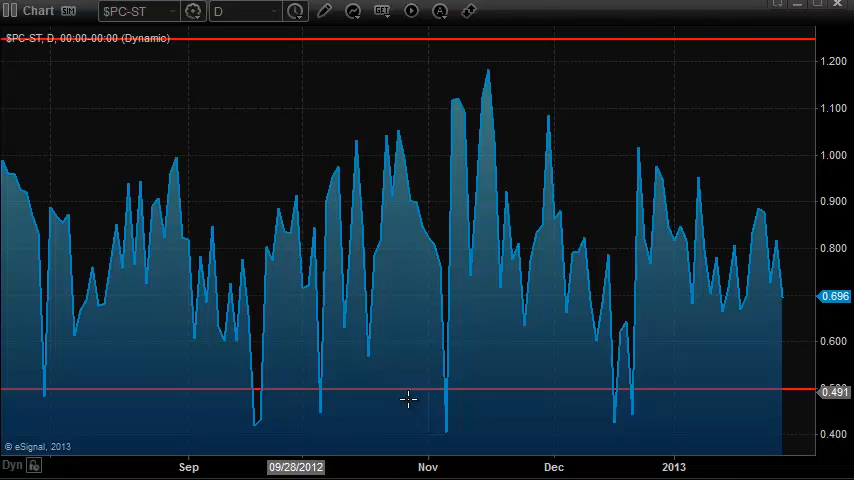 Chart SIM $PC-ST D GET A
$PC-ST, D, 00:00-00:00 (Dynamic)
1.200
1.100
1.000
0.900
0.800
0.696
0.600
0.491
0.400
© eSignal, 2013
Dyn Sep 09/28/2012 Nov Dec 2013